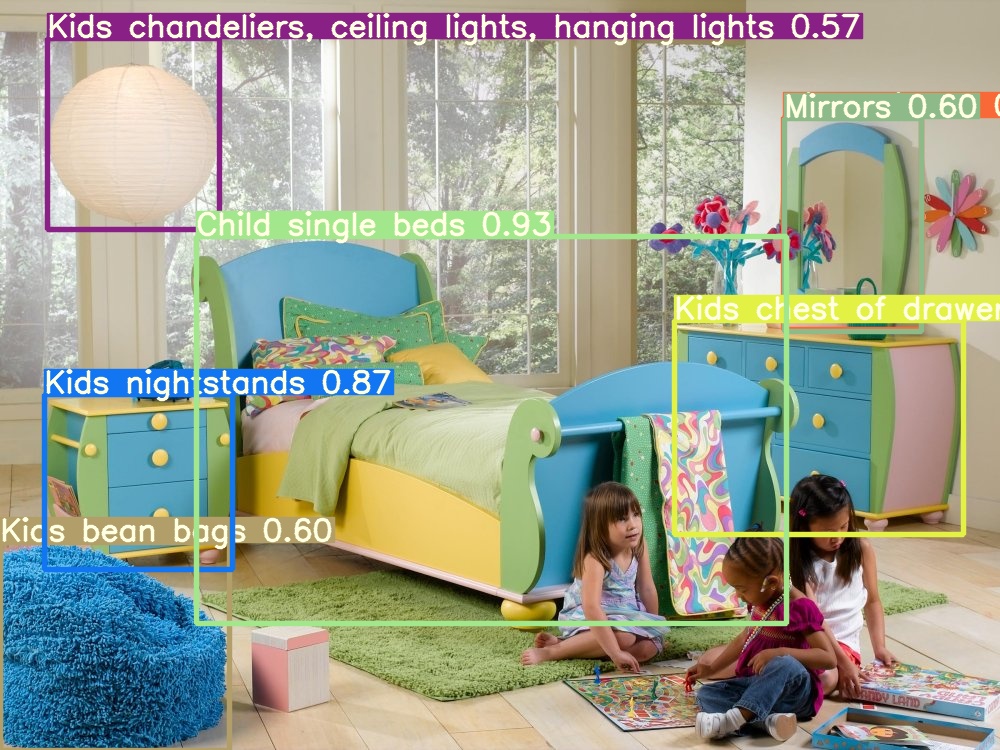 Kids chandeliers, ceiling lights, hanging lights 0.57
Mirrors 0.60
Child single beds 0.93
Kids chest of drawer
Kids nightstands 0.87
Kids bean bags 0.60
LAND